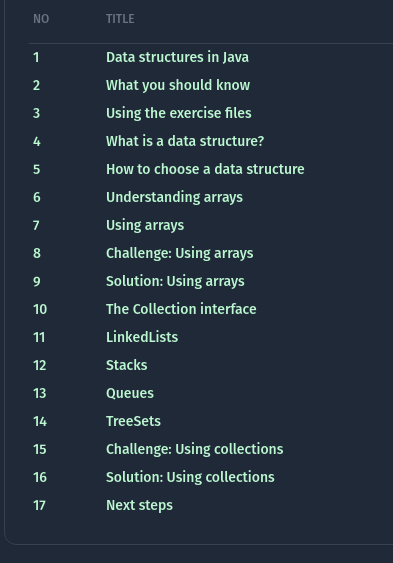 NO TITLE
1 Data structures in Java
2 What you should know
3 Using the exercise files
4 What is a data structure?
5 How to choose a data structure
6 Understanding arrays
7 Using arrays
8 Challenge: Using arrays
9 Solution: Using arrays
10 The Collection interface
11 LinkedLists
12 Stacks
13 Queues
14 TreeSets
15 Challenge: Using collections
16 Solution: Using collections
17 Next steps